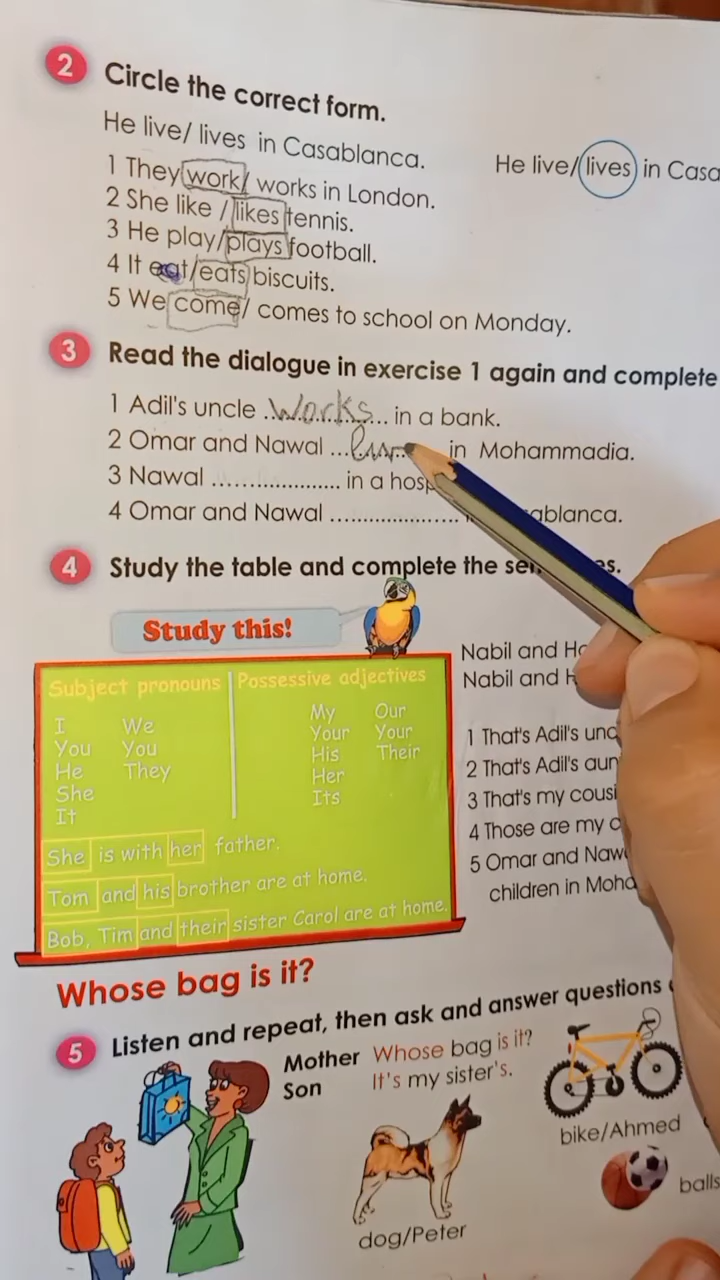 2 Circle the correct form.
He live/ lives in Casablanca.
He live/ lives in Casa
1 They work/ works in London.
2 She like / likes tennis.
3 He play/plays football.
4 It eat/eats biscuits.
5 We come/ comes to school on Monday.
3 Read the dialogue in exercise 1 again and complete
1 Adil's uncle ...works... in a bank.
2 Omar and Nawal ... in Mohammadia.
3 Nawal .................... in a hosp
4 Omar and Nawal .................... ablanca.
4 Study the table and complete the sen es.
Study this!
Subject pronouns Possessive adjectives
I We My Our
You You Your Your
He They His Their
She Her
It Its
She is with her father.
Tom and his brother are at home.
Bob, Tim and their sister Carol are at home.
Nabil and Ho
Nabil and H
1 That's Adil's unc
2 That's Adil's aun
3 That's my cousi
4 Those are my c
5 Omar and Naw
children in Moha
Whose bag is it?
5 Listen and repeat, then ask and answer questions
Mother Whose bag is it?
Son It's my sister's.
bike/Ahmed
balls
dog/Peter